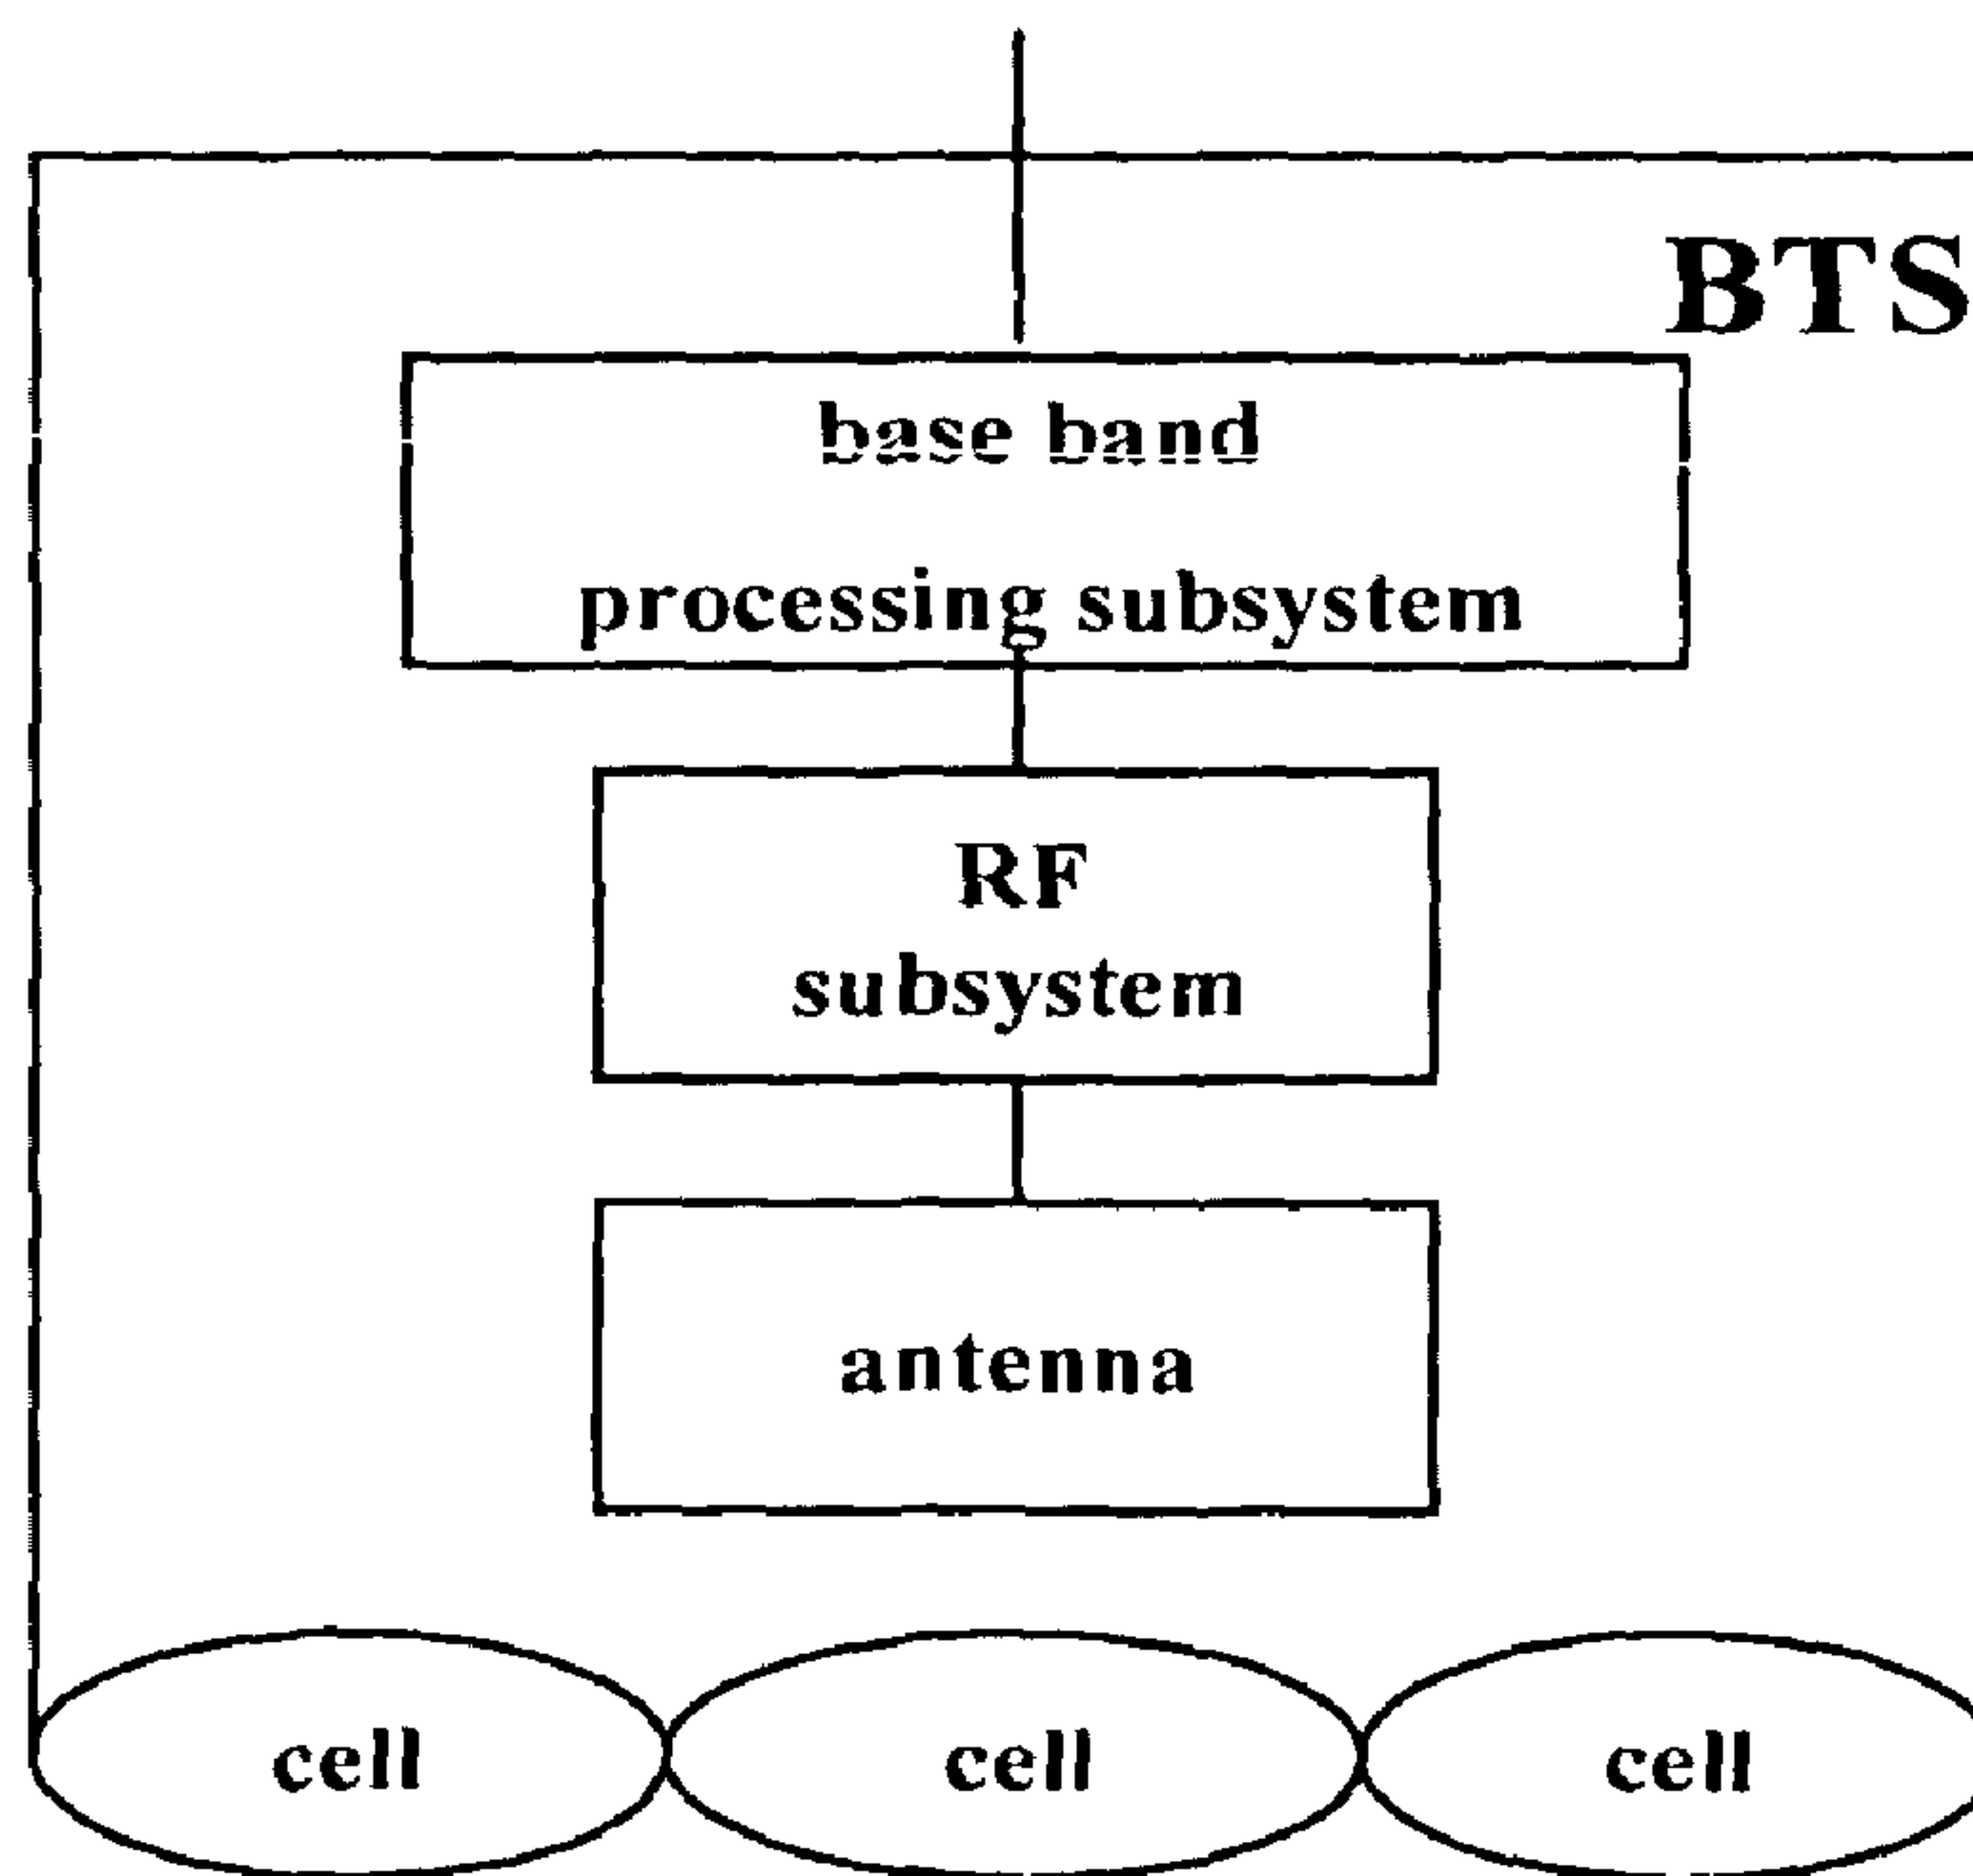 BTS
base band
processing subsystem
RF
subsystem
antenna
cell cell cell